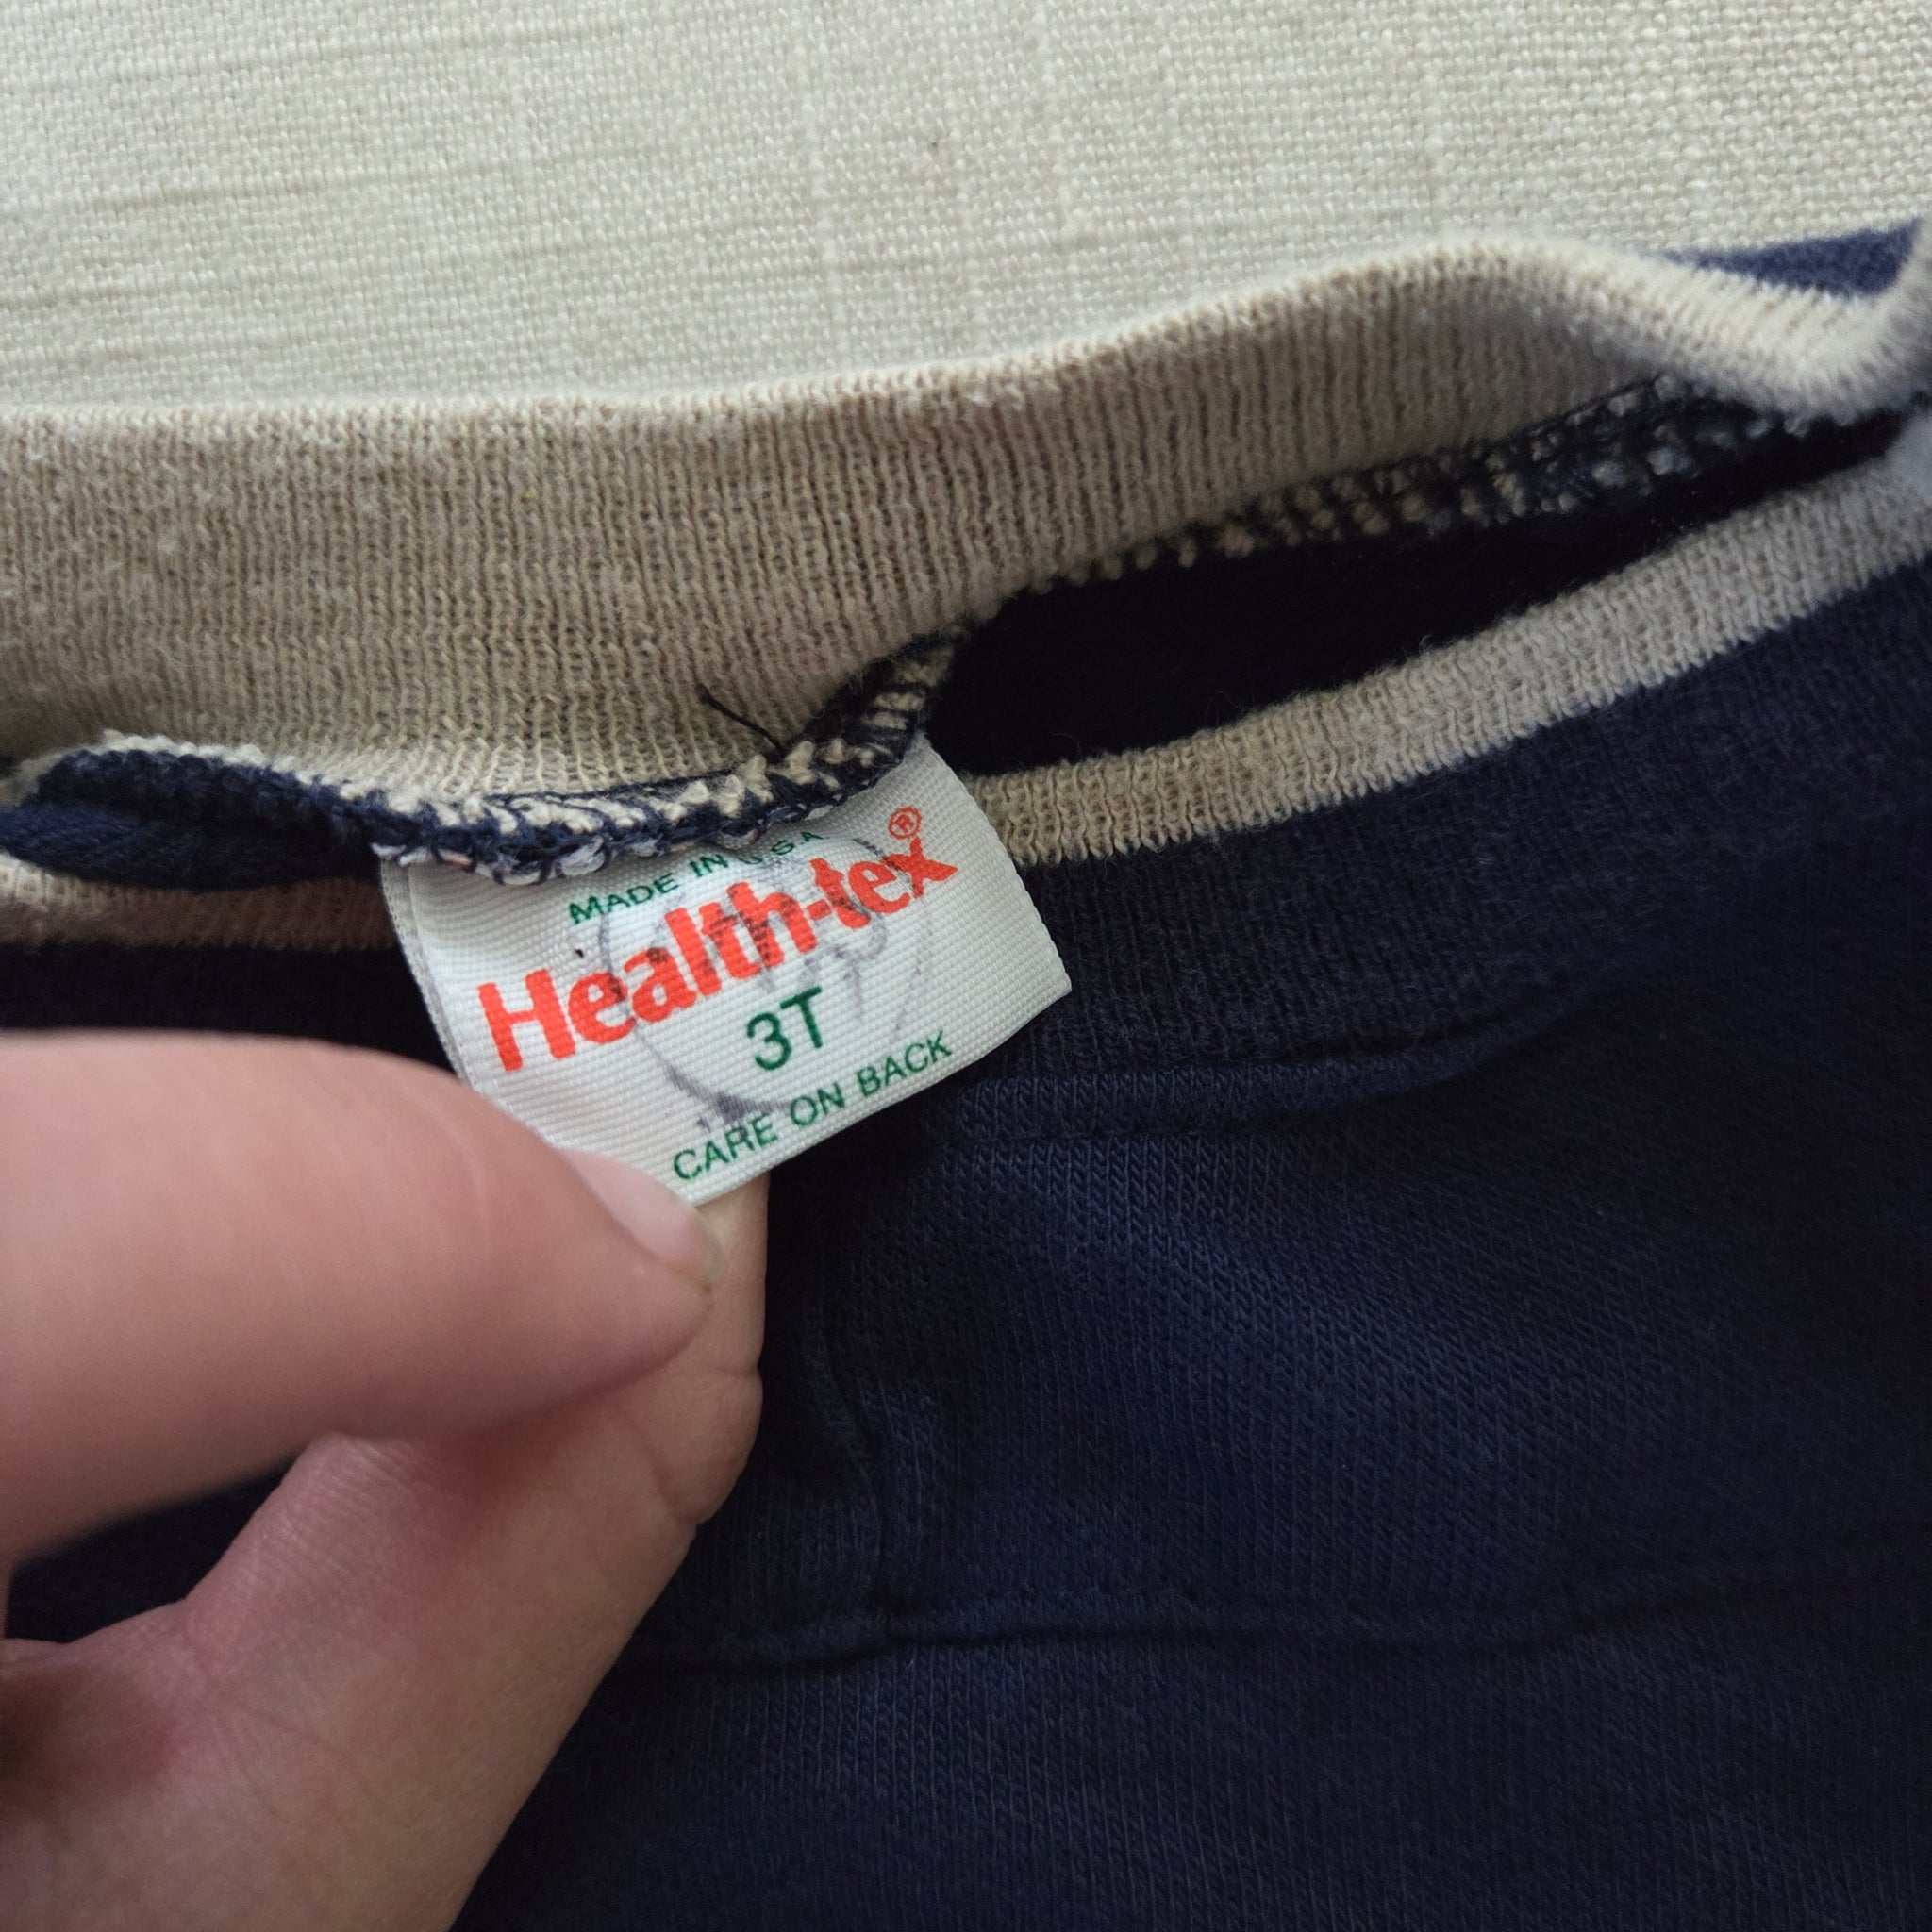 MADE IN U.S.A
Health-tex®
3T
CARE ON BACK